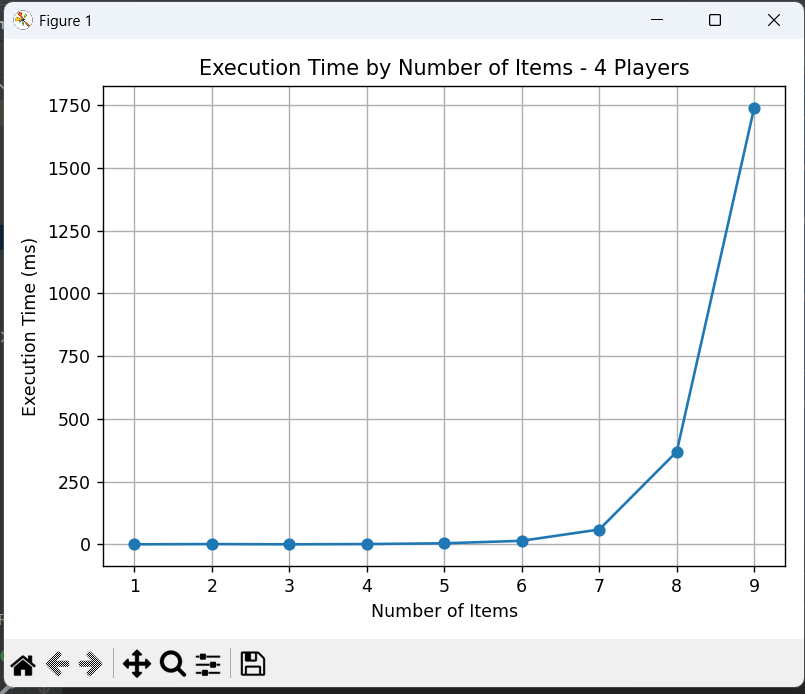 Figure 1
Execution Time by Number of Items - 4 Players
1750
1500
1250
1000
750
500
250
0
Execution Time (ms)
1 2 3 4 5 6 7 8 9
Number of Items